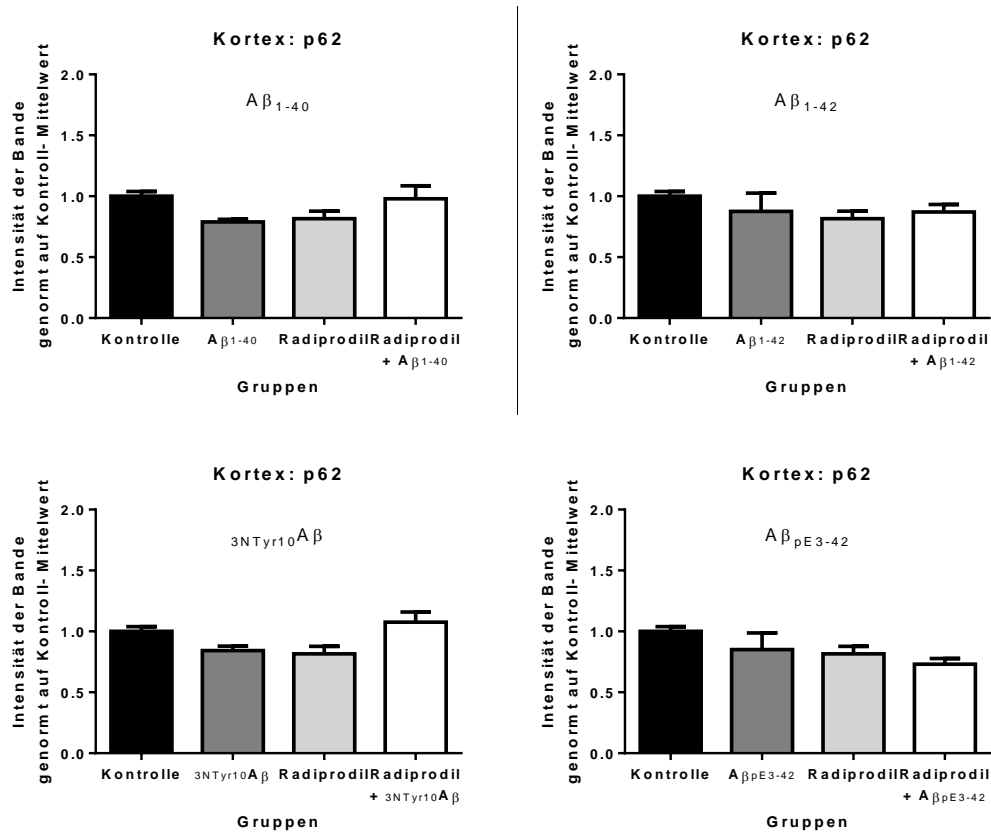 Kortex: p62
Intensität der Bande
genormt auf Kontroll-Mittelwert
2.0
1.5
1.0
0.5
0.0
Aβ1-40
Kontrolle Aβ1-40 Radiprodil Radiprodil
+ Aβ1-40
Gruppen
Kortex: p62
Intensität der Bande
genormt auf Kontroll-Mittelwert
2.0
1.5
1.0
0.5
0.0
Aβ1-42
Kontrolle Aβ1-42 Radiprodil Radiprodil
+ Aβ1-42
Gruppen
Kortex: p62
Intensität der Bande
genormt auf Kontroll-Mittelwert
2.0
1.5
1.0
0.5
0.0
3NTyr10Aβ
Kontrolle 3NTyr10Aβ Radiprodil Radiprodil
+ 3NTyr10Aβ
Gruppen
Kortex: p62
Intensität der Bande
genormt auf Kontroll-Mittelwert
2.0
1.5
1.0
0.5
0.0
AβpE3-42
Kontrolle AβpE3-42 Radiprodil Radiprodil
+ AβpE3-42
Gruppen